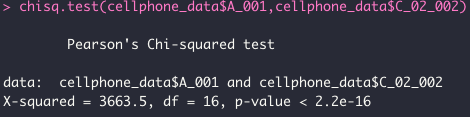 > chisq.test(cellphone_data$A_001,cellphone_data$C_02_002)
Pearson's Chi-squared test
data:  cellphone_data$A_001 and cellphone_data$C_02_002
X-squared = 3663.5, df = 16, p-value < 2.2e-16